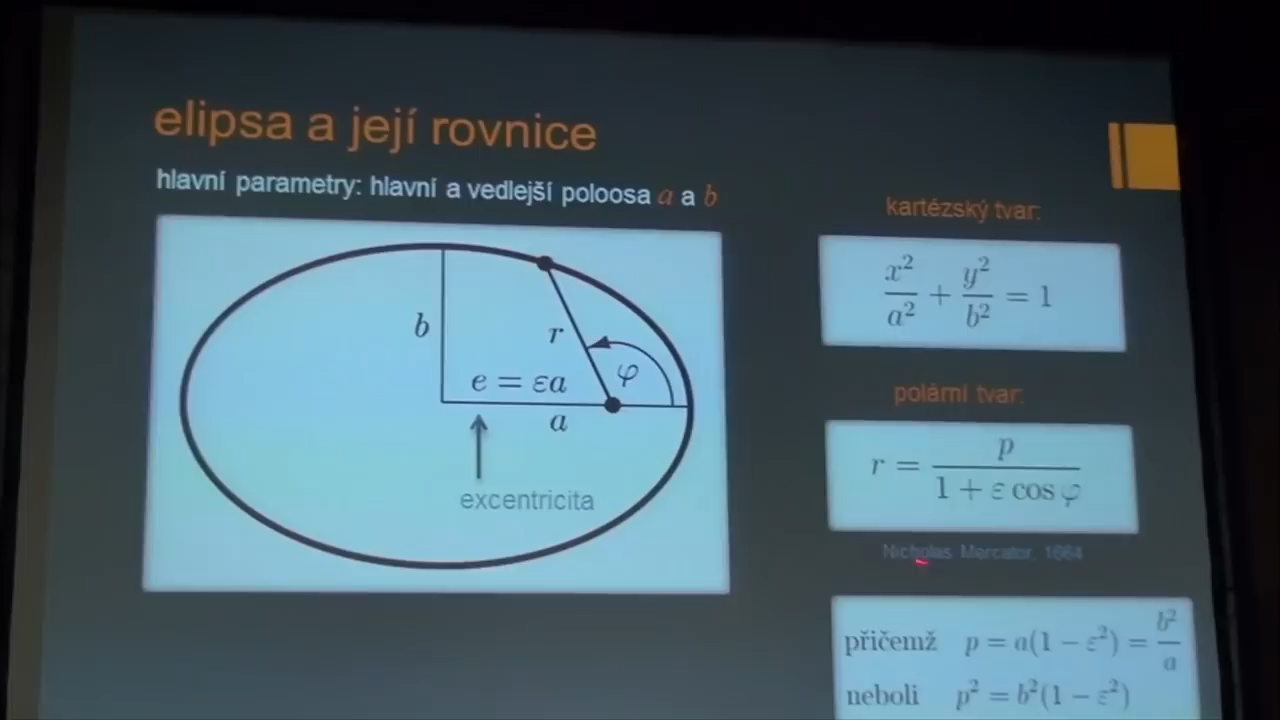 elipsa a její rovnice
hlavní parametry: hlavní a vedlejší poloosa a a b
b
r
φ
e = εa
a
excentricita
kartézský tvar:
x²/a² + y²/b² = 1
polární tvar:
r = p/(1 + ε cos φ)
Nicholas Mercator, 1664
přičemž p = a(1 − ε²) = b²/a
neboli p² = b²(1 − ε²)